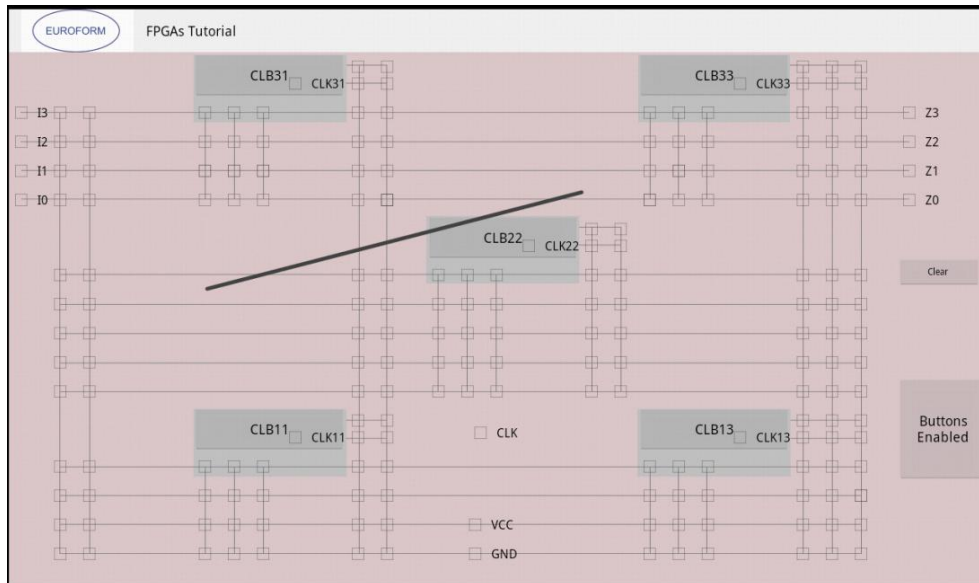 EUROFORM FPGAs Tutorial
CLB31 CLK31
CLB33 CLK33
I3 Z3
I2 Z2
I1 Z1
I0 Z0
CLB22 CLK22
Clear
CLB11 CLK11
CLB13 CLK13
CLK
Buttons
Enabled
VCC
GND